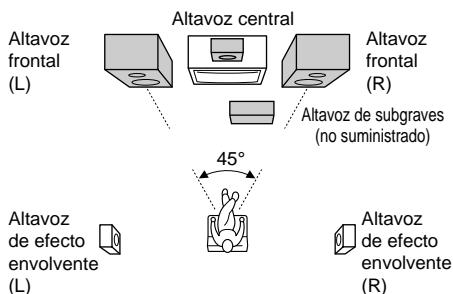 Altavoz central
Altavoz
frontal
(L)
Altavoz
frontal
(R)
Altavoz de subgraves
(no suministrado)
45°
Altavoz
de efecto
envolvente
(L)
Altavoz
de efecto
envolvente
(R)